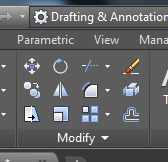 Drafting & Annotation
Parametric View Mana
Modify